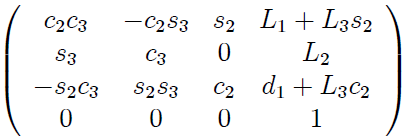 c₂c₃ −c₂s₃ s₂ L₁ + L₃s₂
s₃ c₃ 0 L₂
−s₂c₃ s₂s₃ c₂ d₁ + L₃c₂
0 0 0 1